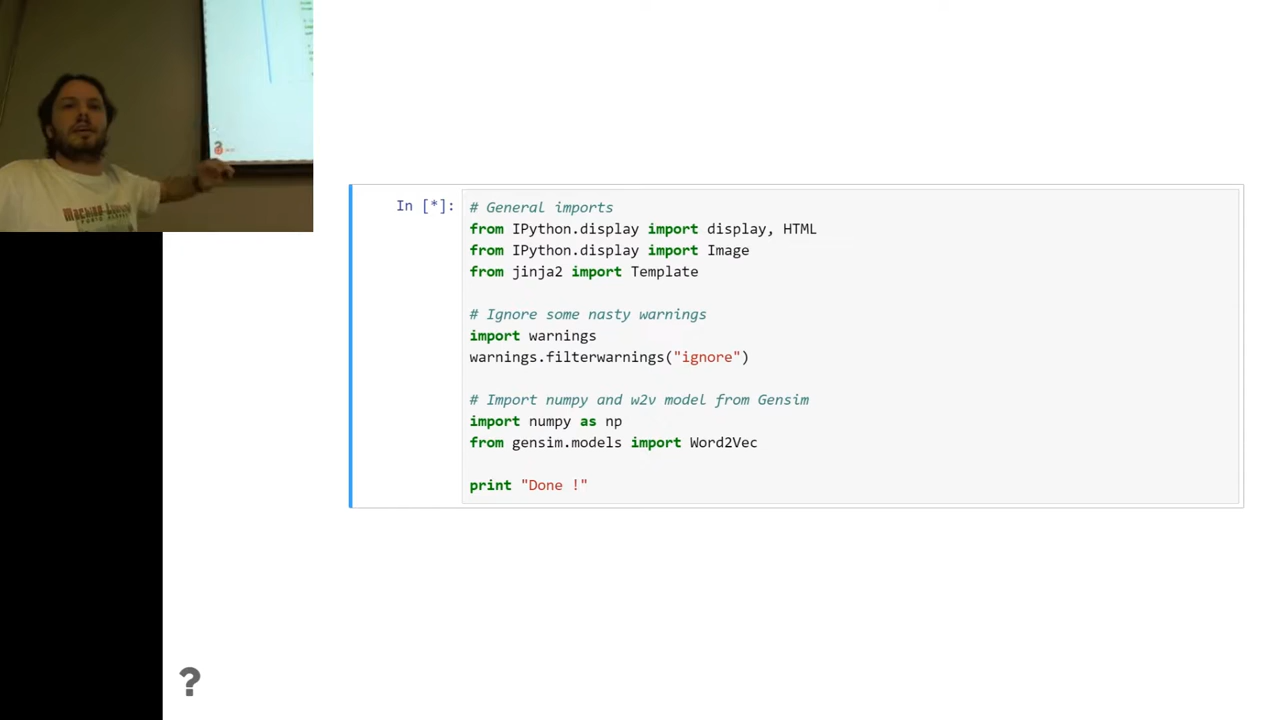 Machine Learning
In [*]:
# General imports
from IPython.display import display, HTML
from IPython.display import Image
from jinja2 import Template
# Ignore some nasty warnings
import warnings
warnings.filterwarnings("ignore")
# Import numpy and w2v model from Gensim
import numpy as np
from gensim.models import Word2Vec
print "Done !"
?